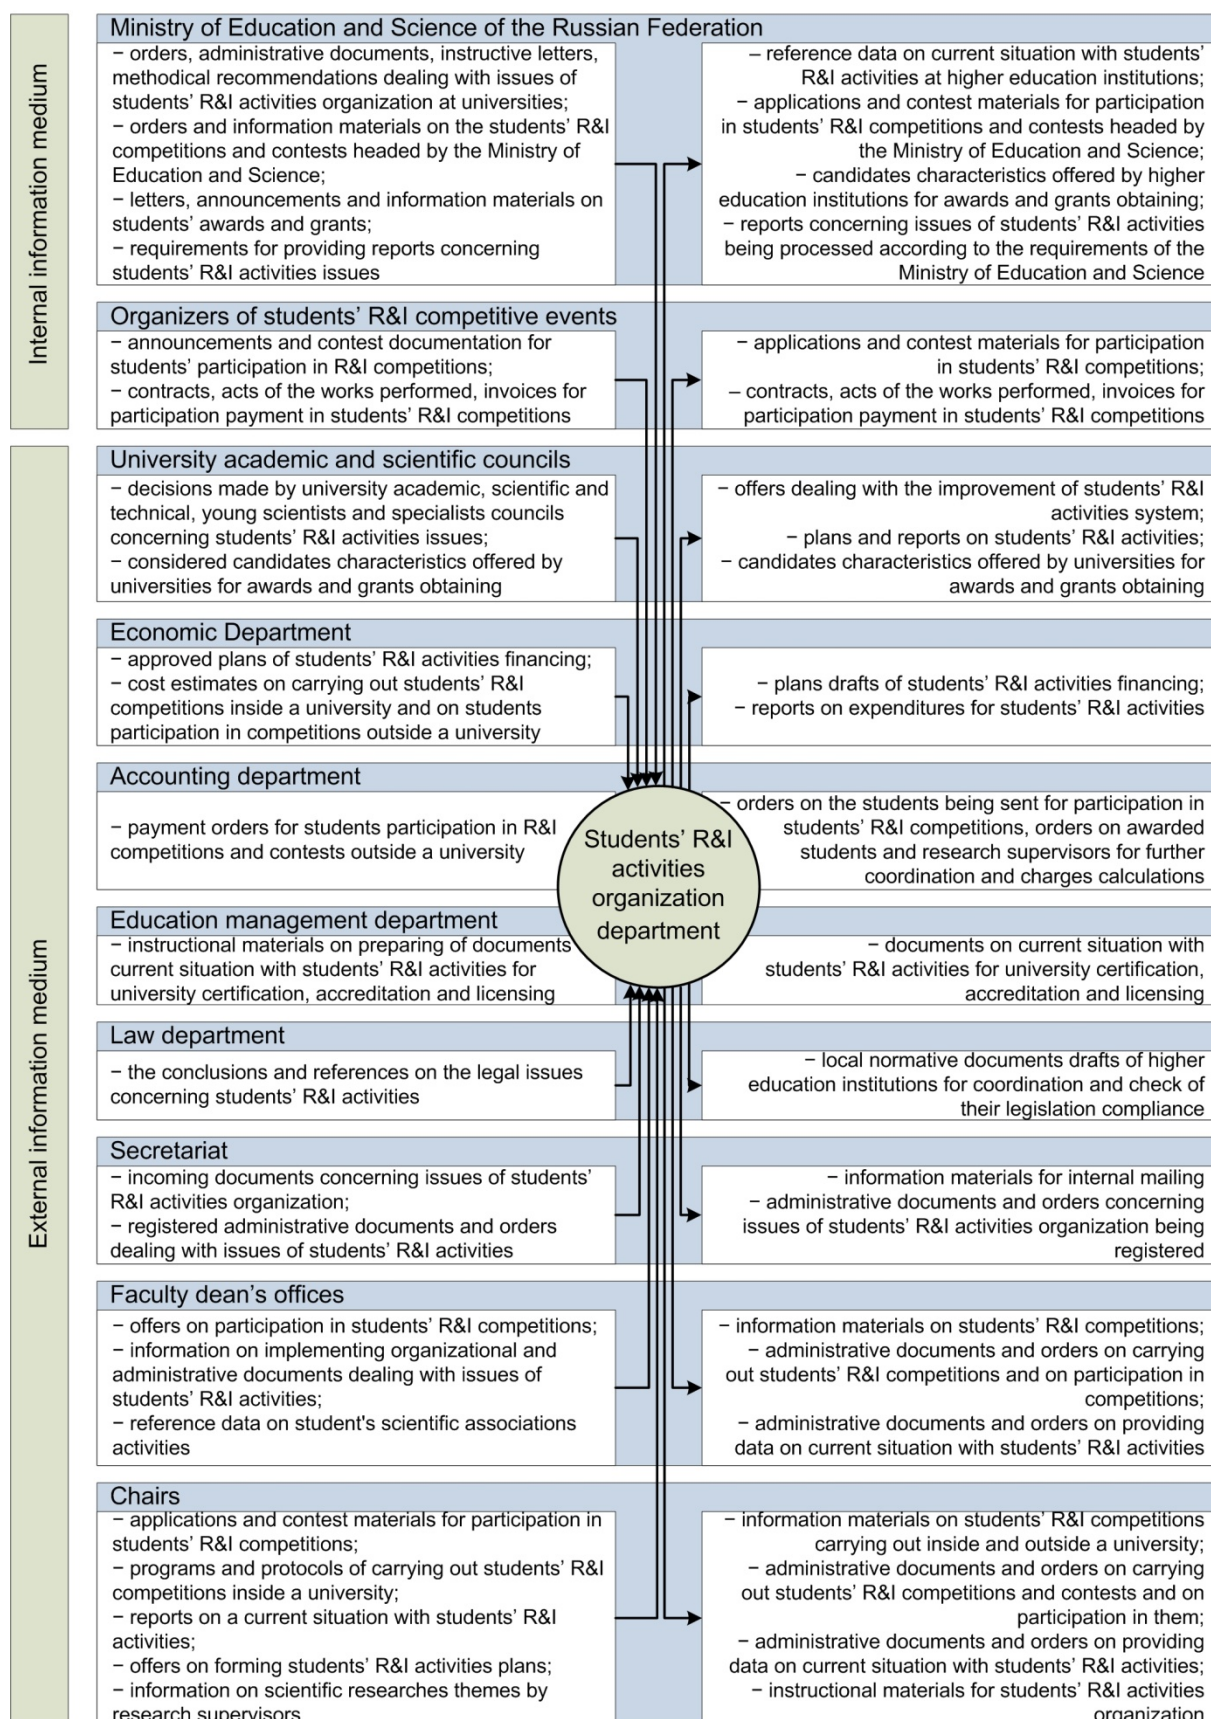 Internal information medium
Ministry of Education and Science of the Russian Federation
– orders, administrative documents, instructive letters,
methodical recommendations dealing with issues of
students’ R&I activities organization at universities;
– orders and information materials on the students’ R&I
competitions and contests headed by the Ministry of
Education and Science;
– letters, announcements and information materials on
students’ awards and grants;
– requirements for providing reports concerning
students’ R&I activities issues
– reference data on current situation with students’
R&I activities at higher education institutions;
– applications and contest materials for participation
in students’ R&I competitions and contests headed by
the Ministry of Education and Science;
– candidates characteristics offered by higher
education institutions for awards and grants obtaining;
– reports concerning issues of students’ R&I activities
being processed according to the requirements of the
Ministry of Education and Science
Organizers of students’ R&I competitive events
– announcements and contest documentation for
students’ participation in R&I competitions;
– contracts, acts of the works performed, invoices for
participation payment in students’ R&I competitions
– applications and contest materials for participation
in students’ R&I competitions;
– contracts, acts of the works performed, invoices for
participation payment in students’ R&I competitions
External information medium
University academic and scientific councils
– decisions made by university academic, scientific and
technical, young scientists and specialists councils
concerning students’ R&I activities issues;
– considered candidates characteristics offered by
universities for awards and grants obtaining
– offers dealing with the improvement of students’ R&I
activities system;
– plans and reports on students’ R&I activities;
– candidates characteristics offered by universities for
awards and grants obtaining
Economic Department
– approved plans of students’ R&I activities financing;
– cost estimates on carrying out students’ R&I
competitions inside a university and on students
participation in competitions outside a university
– plans drafts of students’ R&I activities financing;
– reports on expenditures for students’ R&I activities
Accounting department
– payment orders for students participation in R&I
competitions and contests outside a university
– orders on the students being sent for participation in
students’ R&I competitions, orders on awarded
students and research supervisors for further
coordination and charges calculations
Students’ R&I
activities
organization
department
Education management department
– instructional materials on preparing of documents
current situation with students’ R&I activities for
university certification, accreditation and licensing
– documents on current situation with
students’ R&I activities for university certification,
accreditation and licensing
Law department
– the conclusions and references on the legal issues
concerning students’ R&I activities
– local normative documents drafts of higher
education institutions for coordination and check of
their legislation compliance
Secretariat
– incoming documents concerning issues of students’
R&I activities organization;
– registered administrative documents and orders
dealing with issues of students’ R&I activities
– information materials for internal mailing
– administrative documents and orders concerning
issues of students’ R&I activities organization being
registered
Faculty dean’s offices
– offers on participation in students’ R&I competitions;
– information on implementing organizational and
administrative documents dealing with issues of
students’ R&I activities;
– reference data on student's scientific associations
activities
– information materials on students’ R&I competitions;
– administrative documents and orders on carrying
out students’ R&I competitions and on participation in
competitions;
– administrative documents and orders on providing
data on current situation with students’ R&I activities
Chairs
– applications and contest materials for participation in
students’ R&I competitions;
– programs and protocols of carrying out students’ R&I
competitions inside a university;
– reports on a current situation with students’ R&I
activities;
– offers on forming students’ R&I activities plans;
– information on scientific researches themes by
research supervisors
– information materials on students’ R&I competitions
carrying out inside and outside a university;
– administrative documents and orders on carrying
out students’ R&I competitions and contests and on
participation in them;
– administrative documents and orders on providing
data on current situation with students’ R&I activities;
– instructional materials for students’ R&I activities
organization